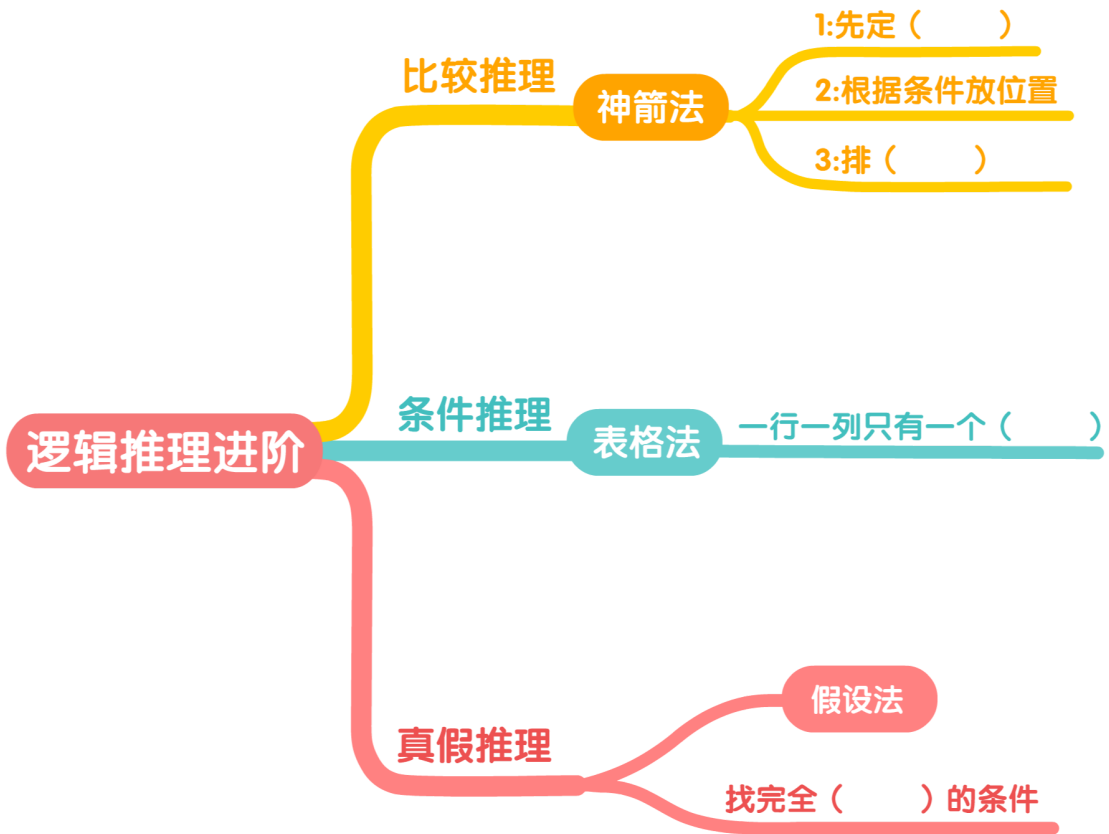 逻辑推理进阶
比较推理
神箭法
1:先定（　　）
2:根据条件放位置
3:排（　　）
条件推理
表格法
一行一列只有一个（　　）
真假推理
假设法
找完全（　　）的条件